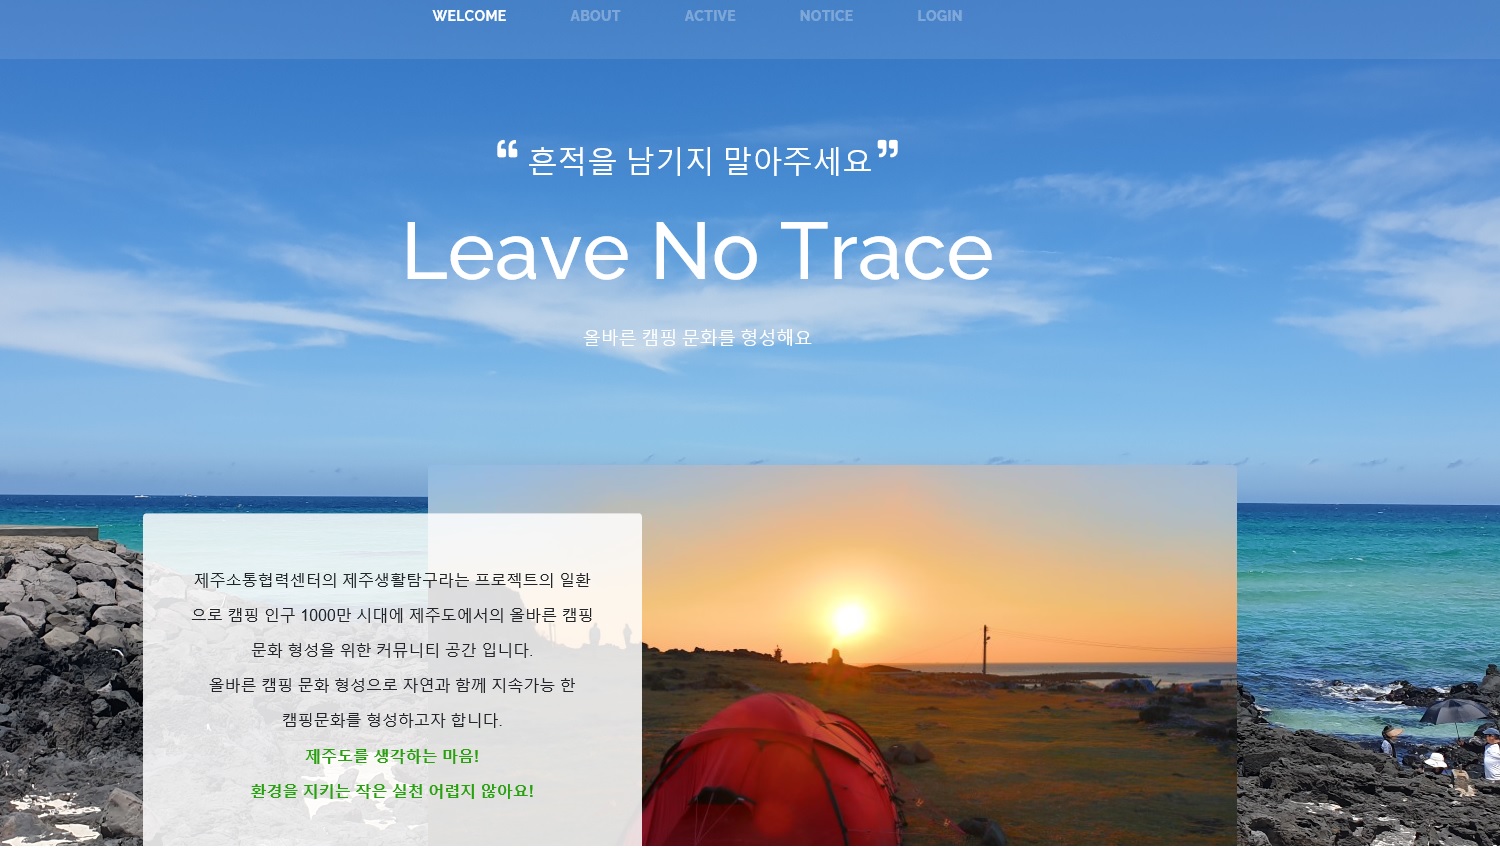 WELCOME ABOUT ACTIVE NOTICE LOGIN
“ 흔적을 남기지 말아주세요 ”
Leave No Trace
올바른 캠핑 문화를 형성해요
제주소통협력센터의 제주생활탐구라는 프로젝트의 일환
으로 캠핑 인구 1000만 시대에 제주도에서의 올바른 캠핑
문화 형성을 위한 커뮤니티 공간 입니다.
올바른 캠핑 문화 형성으로 자연과 함께 지속가능 한
캠핑문화를 형성하고자 합니다.
제주도를 생각하는 마음!
환경을 지키는 작은 실천 어렵지 않아요!